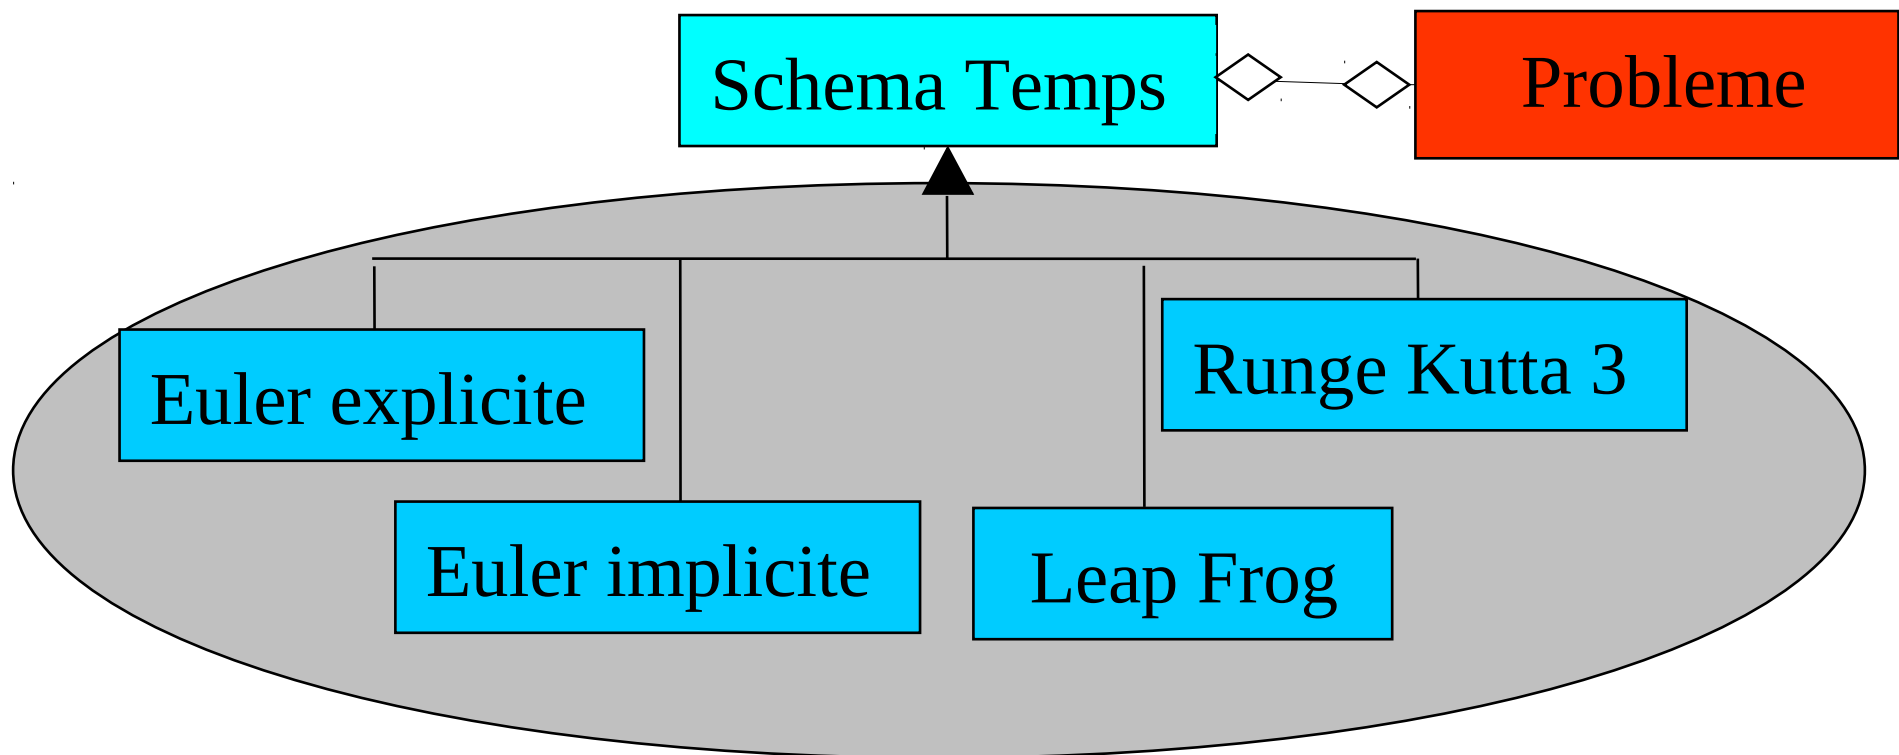 Schema Temps
Probleme
Euler explicite
Runge Kutta 3
Euler implicite
Leap Frog